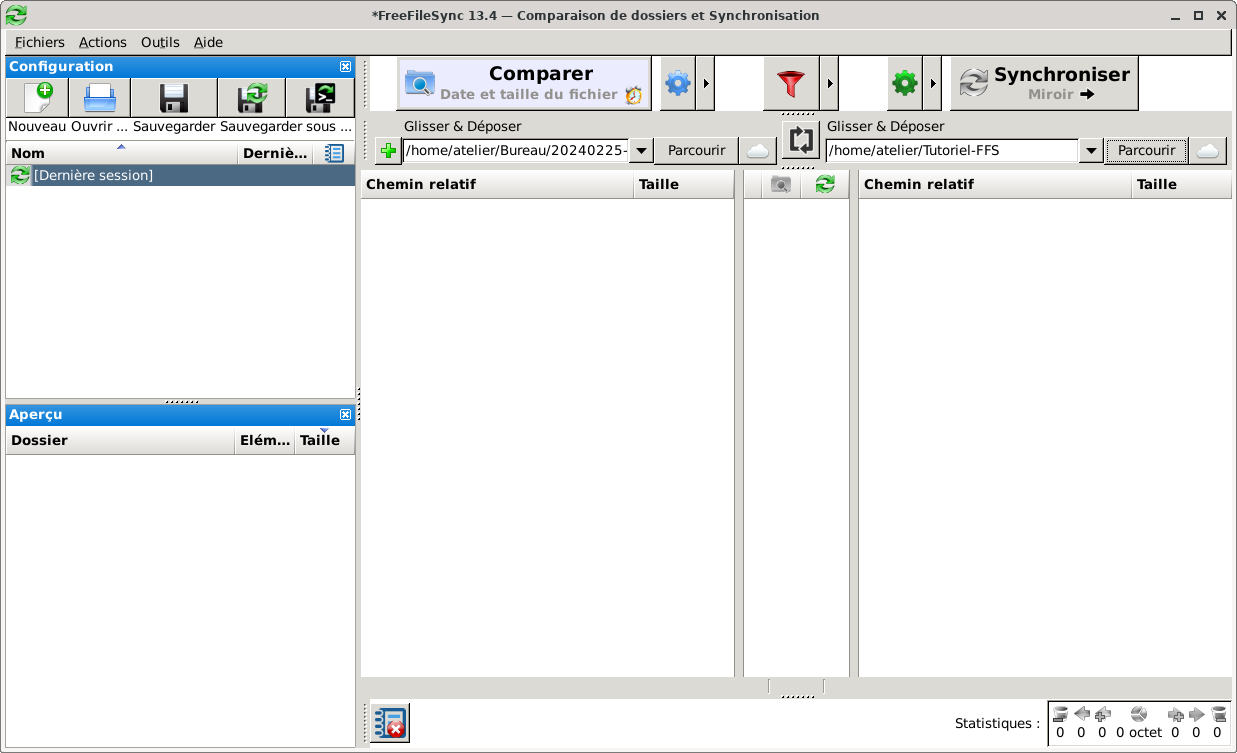 *FreeFileSync 13.4 — Comparaison de dossiers et Synchronisation
Fichiers Actions Outils Aide
Configuration
Nouveau Ouvrir ... Sauvegarder Sauvegarder sous ...
Nom Derniè...
[Dernière session]
Aperçu
Dossier Elém... Taille
Comparer
Date et taille du fichier
Synchroniser
Miroir
Glisser & Déposer
/home/atelier/Bureau/20240225- Parcourir
Glisser & Déposer
/home/atelier/Tutoriel-FFS Parcourir
Chemin relatif Taille
Chemin relatif Taille
Statistiques :
0 0 0 0 octet 0 0 0